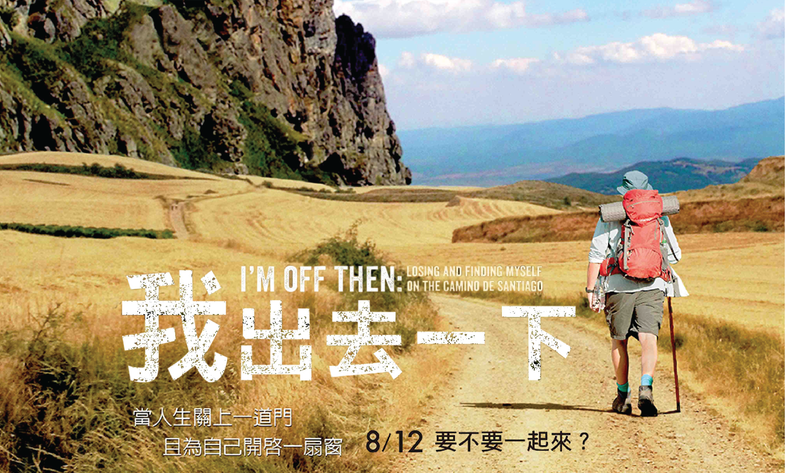 I'M OFF THEN: LOSING AND FINDING MYSELF
ON THE CAMINO DE SANTIAGO
我出去一下
當人生關上一道門
且為自己開啓一扇窗
8/12 要不要一起來？